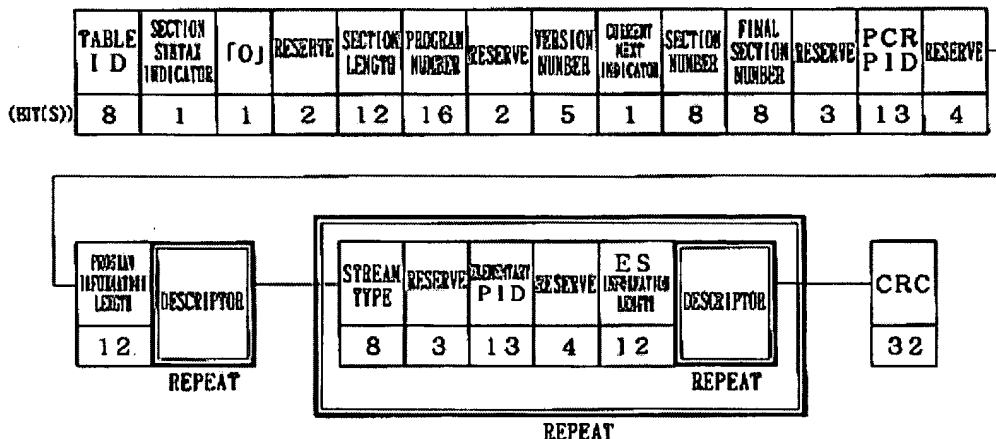 TABLE ID
SECTION SYNTAX INDICATOR
「0」
RESERVE
SECTION LENGTH
PROGRAM NUMBER
RESERVE
VERSION NUMBER
CURRENT NEXT INDICATOR
SECTION NUMBER
FINAL SECTION NUMBER
RESERVE
PCR PID
RESERVE
(BIT(S)) 8 1 1 2 12 16 2 5 1 8 8 3 13 4
PROGRAM INFORMATION LENGTH
DESCRIPTOR
STREAM TYPE
RESERVE
ELEMENTARY PID
RESERVE
ES INFORMATION LENGTH
DESCRIPTOR
CRC
12 8 3 13 4 12 32
REPEAT
REPEAT
REPEAT